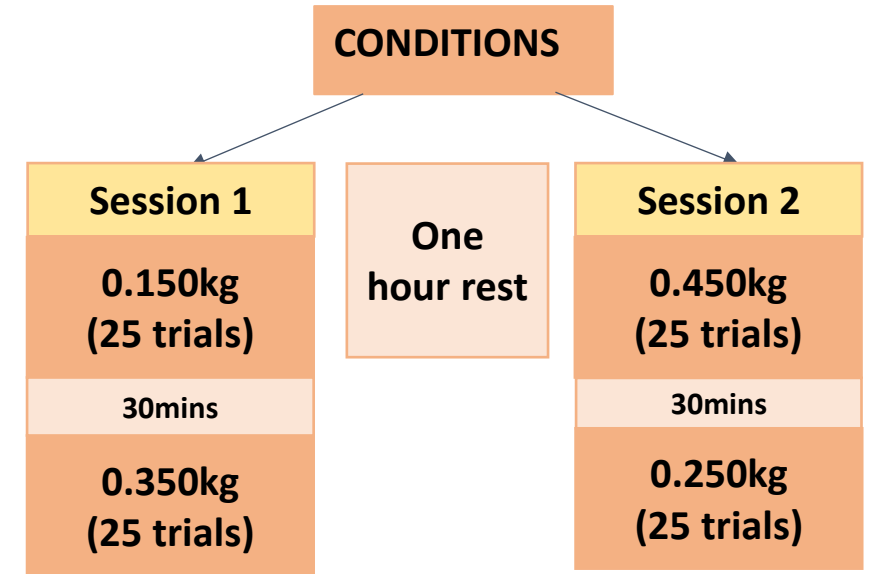 CONDITIONS
Session 1
0.150kg
(25 trials)
30mins
0.350kg
(25 trials)
One
hour rest
Session 2
0.450kg
(25 trials)
30mins
0.250kg
(25 trials)